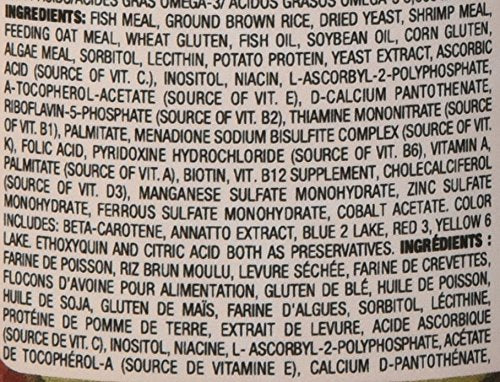 ACIDES GRAS OMEGA-3/ ACIDOS GRASOS OMEGA-3
INGREDIENTS: FISH MEAL, GROUND BROWN RICE, DRIED YEAST, SHRIMP MEAL,
FEEDING OAT MEAL, WHEAT GLUTEN, FISH OIL, SOYBEAN OIL, CORN GLUTEN,
ALGAE MEAL, SORBITOL, LECITHIN, POTATO PROTEIN, YEAST EXTRACT, ASCORBIC
ACID (SOURCE OF VIT. C.), INOSITOL, NIACIN, L-ASCORBYL-2-POLYPHOSPHATE,
A-TOCOPHEROL-ACETATE (SOURCE OF VIT. E), D-CALCIUM PANTOTHENATE,
RIBOFLAVIN-5-PHOSPHATE (SOURCE OF VIT. B2), THIAMINE MONONITRATE (SOURCE
OF VIT. B1), PALMITATE, MENADIONE SODIUM BISULFITE COMPLEX (SOURCE OF VIT.
K), FOLIC ACID, PYRIDOXINE HYDROCHLORIDE (SOURCE OF VIT. B6), VITAMIN A,
PALMITATE (SOURCE OF VIT. A), BIOTIN, VIT. B12 SUPPLEMENT, CHOLECALCIFEROL
(SOURCE OF VIT. D3), MANGANESE SULFATE MONOHYDRATE, ZINC SULFATE
MONOHYDRATE, FERROUS SULFATE MONOHYDRATE, COBALT ACETATE. COLOR
INCLUDES: BETA-CAROTENE, ANNATTO EXTRACT, BLUE 2 LAKE, RED 3, YELLOW 6
LAKE. ETHOXYQUIN AND CITRIC ACID BOTH AS PRESERVATIVES. INGRÉDIENTS :
FARINE DE POISSON, RIZ BRUN MOULU, LEVURE SÉCHÉE, FARINE DE CREVETTES,
FLOCONS D'AVOINE POUR ALIMENTATION, GLUTEN DE BLÉ, HUILE DE POISSON,
HUILE DE SOJA, GLUTEN DE MAÏS, FARINE D'ALGUES, SORBITOL, LÉCITHINE,
PROTÉINE DE POMME DE TERRE, EXTRAIT DE LEVURE, ACIDE ASCORBIQUE
(SOURCE DE VIT. C), INOSITOL, NIACINE, L- ASCORBYL-2-POLYPHOSPHATE, ACÉTATE
DE TOCOPHÉROL-A (SOURCE DE VITAMINE E), CALCIUM D-PANTOTHÉNATE,